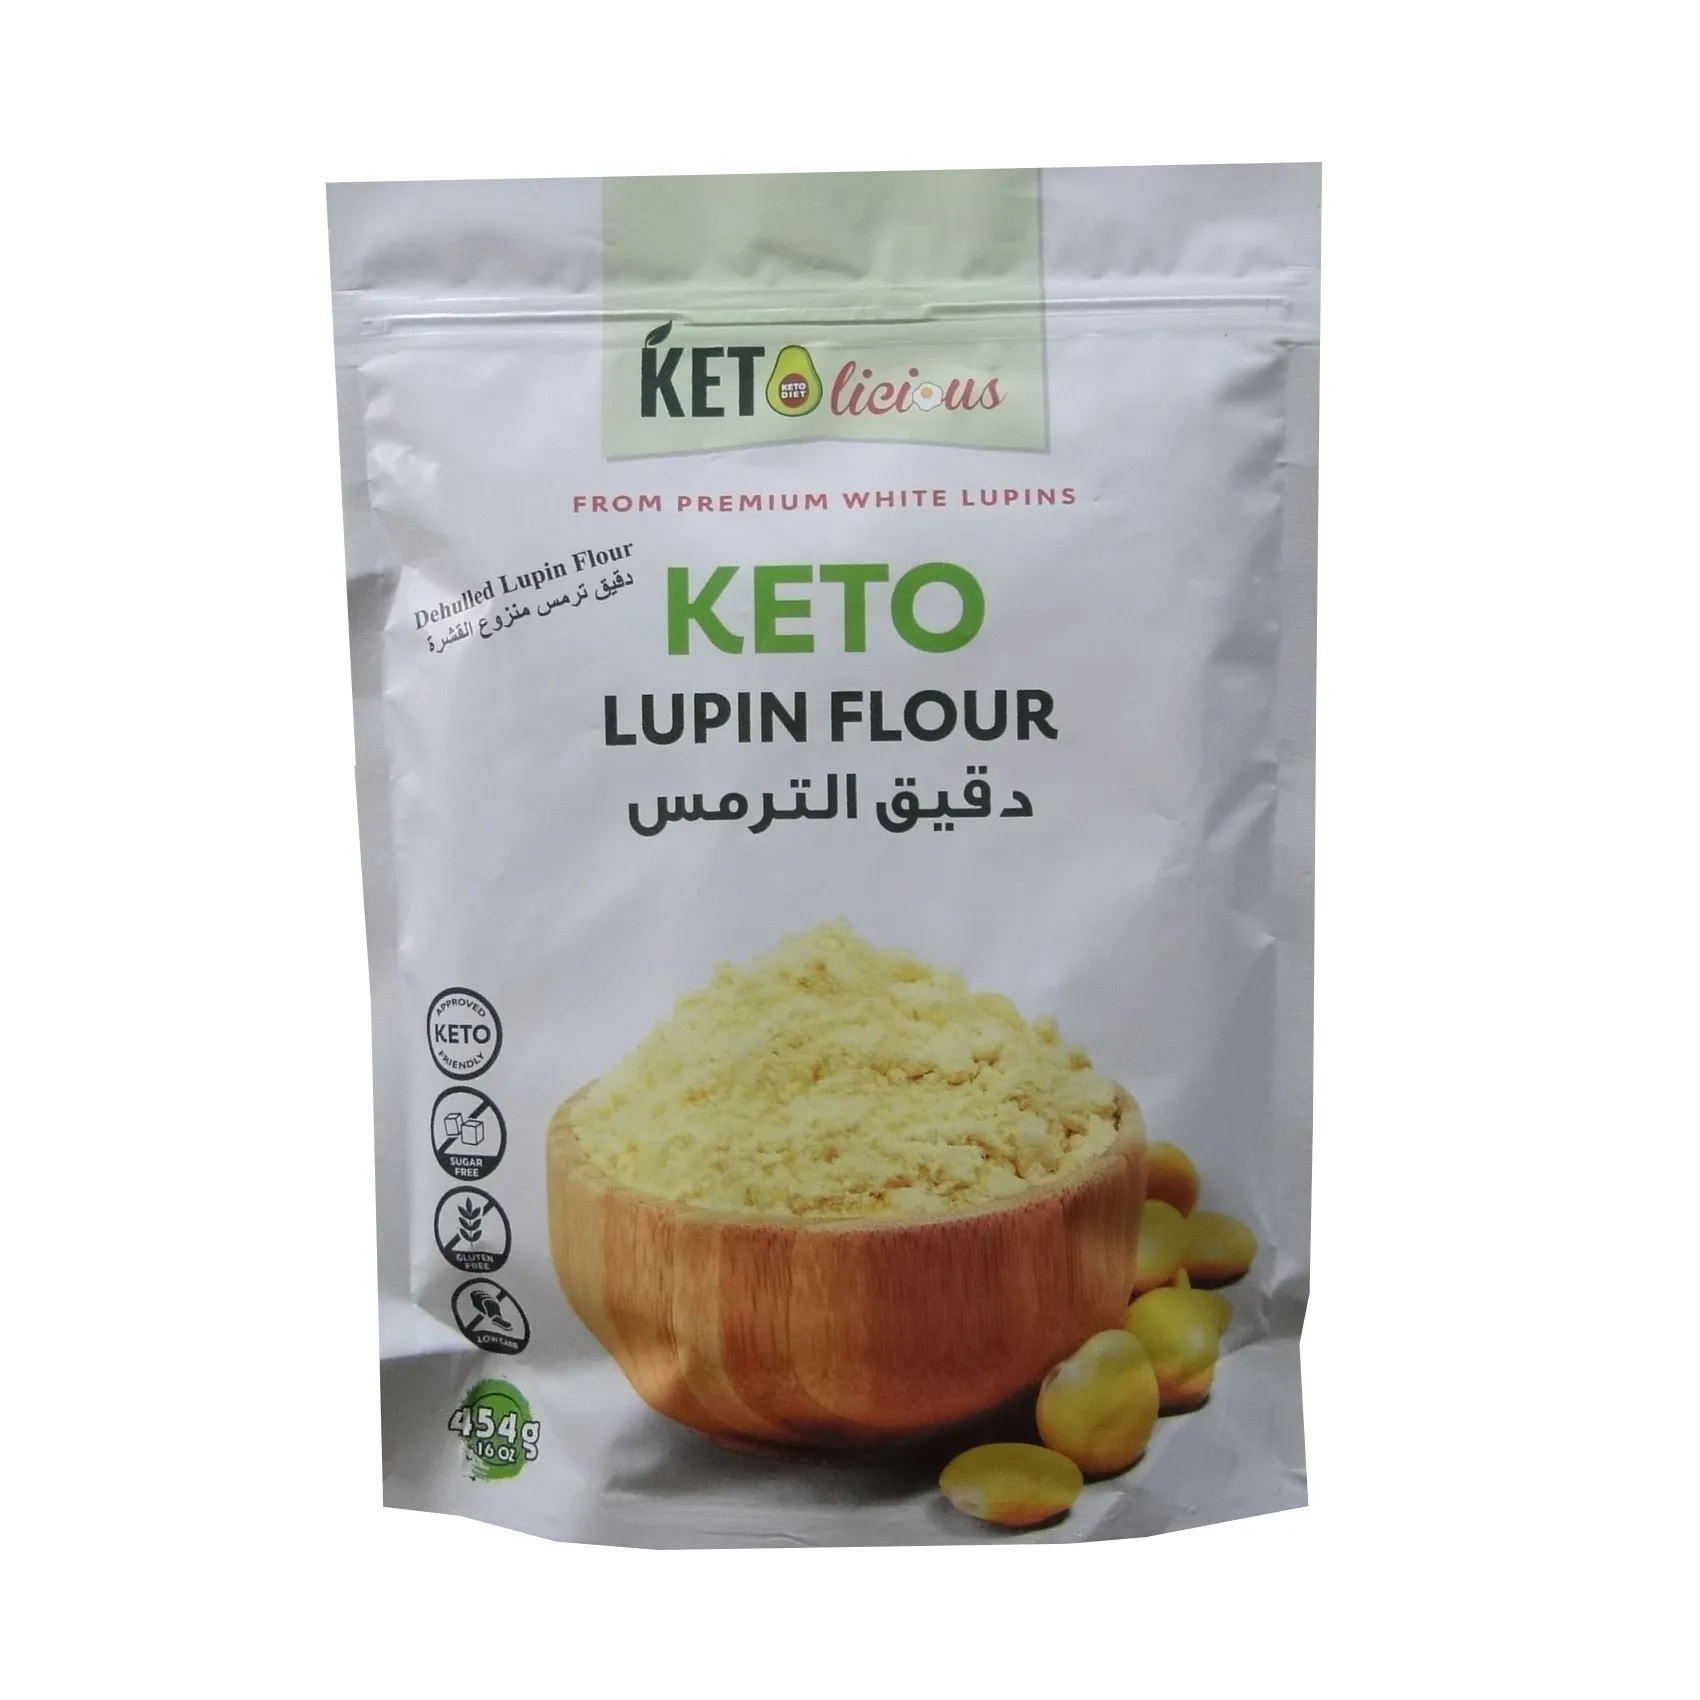 KETOlicious
KETO
DIET
FROM PREMIUM WHITE LUPINS
Dehulled Lupin Flour
دقيق ترمس منزوع القشرة
KETO
LUPIN FLOUR
دقيق الترمس
APPROVED
KETO
FRIENDLY
SUGAR
FREE
GLUTEN
FREE
LOW CARB
454g
16 OZ